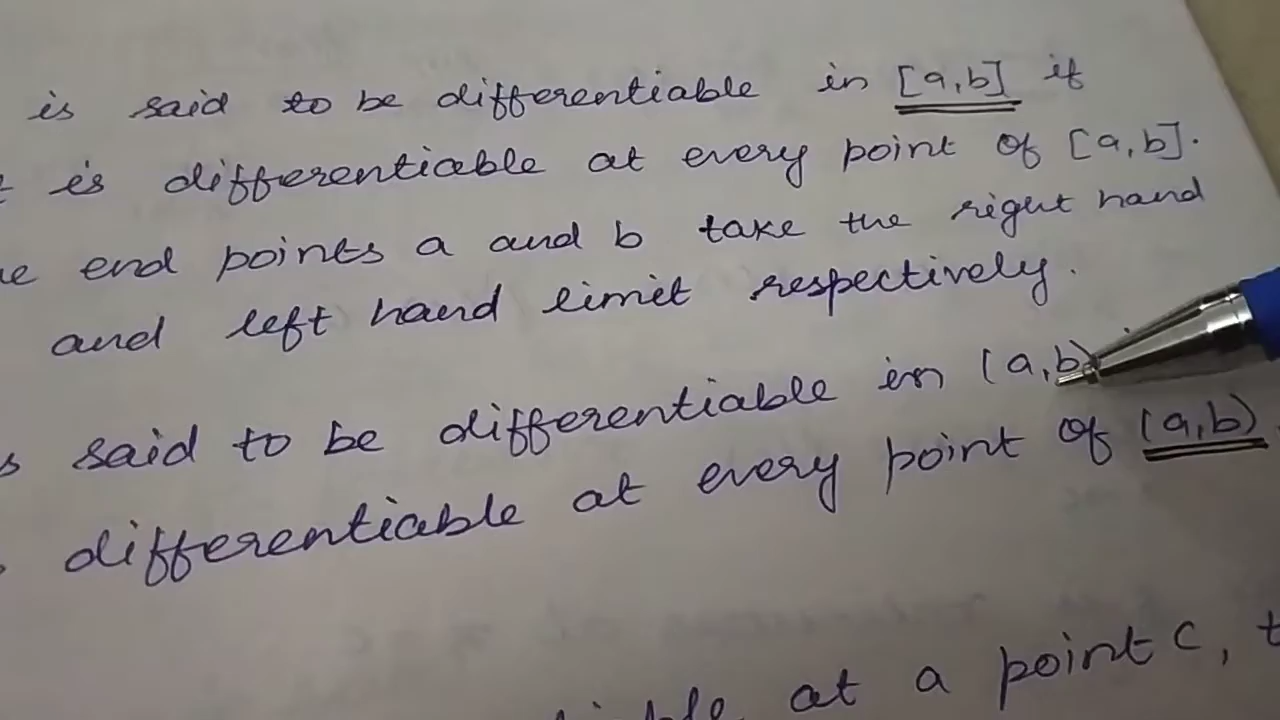 is said to be differentiable in [a,b] if
is differentiable at every point of [a,b].
end points a and b take the right hand
and left hand limit respectively.
said to be differentiable in (a,b)
differentiable at every point of (a,b).
at a point c,